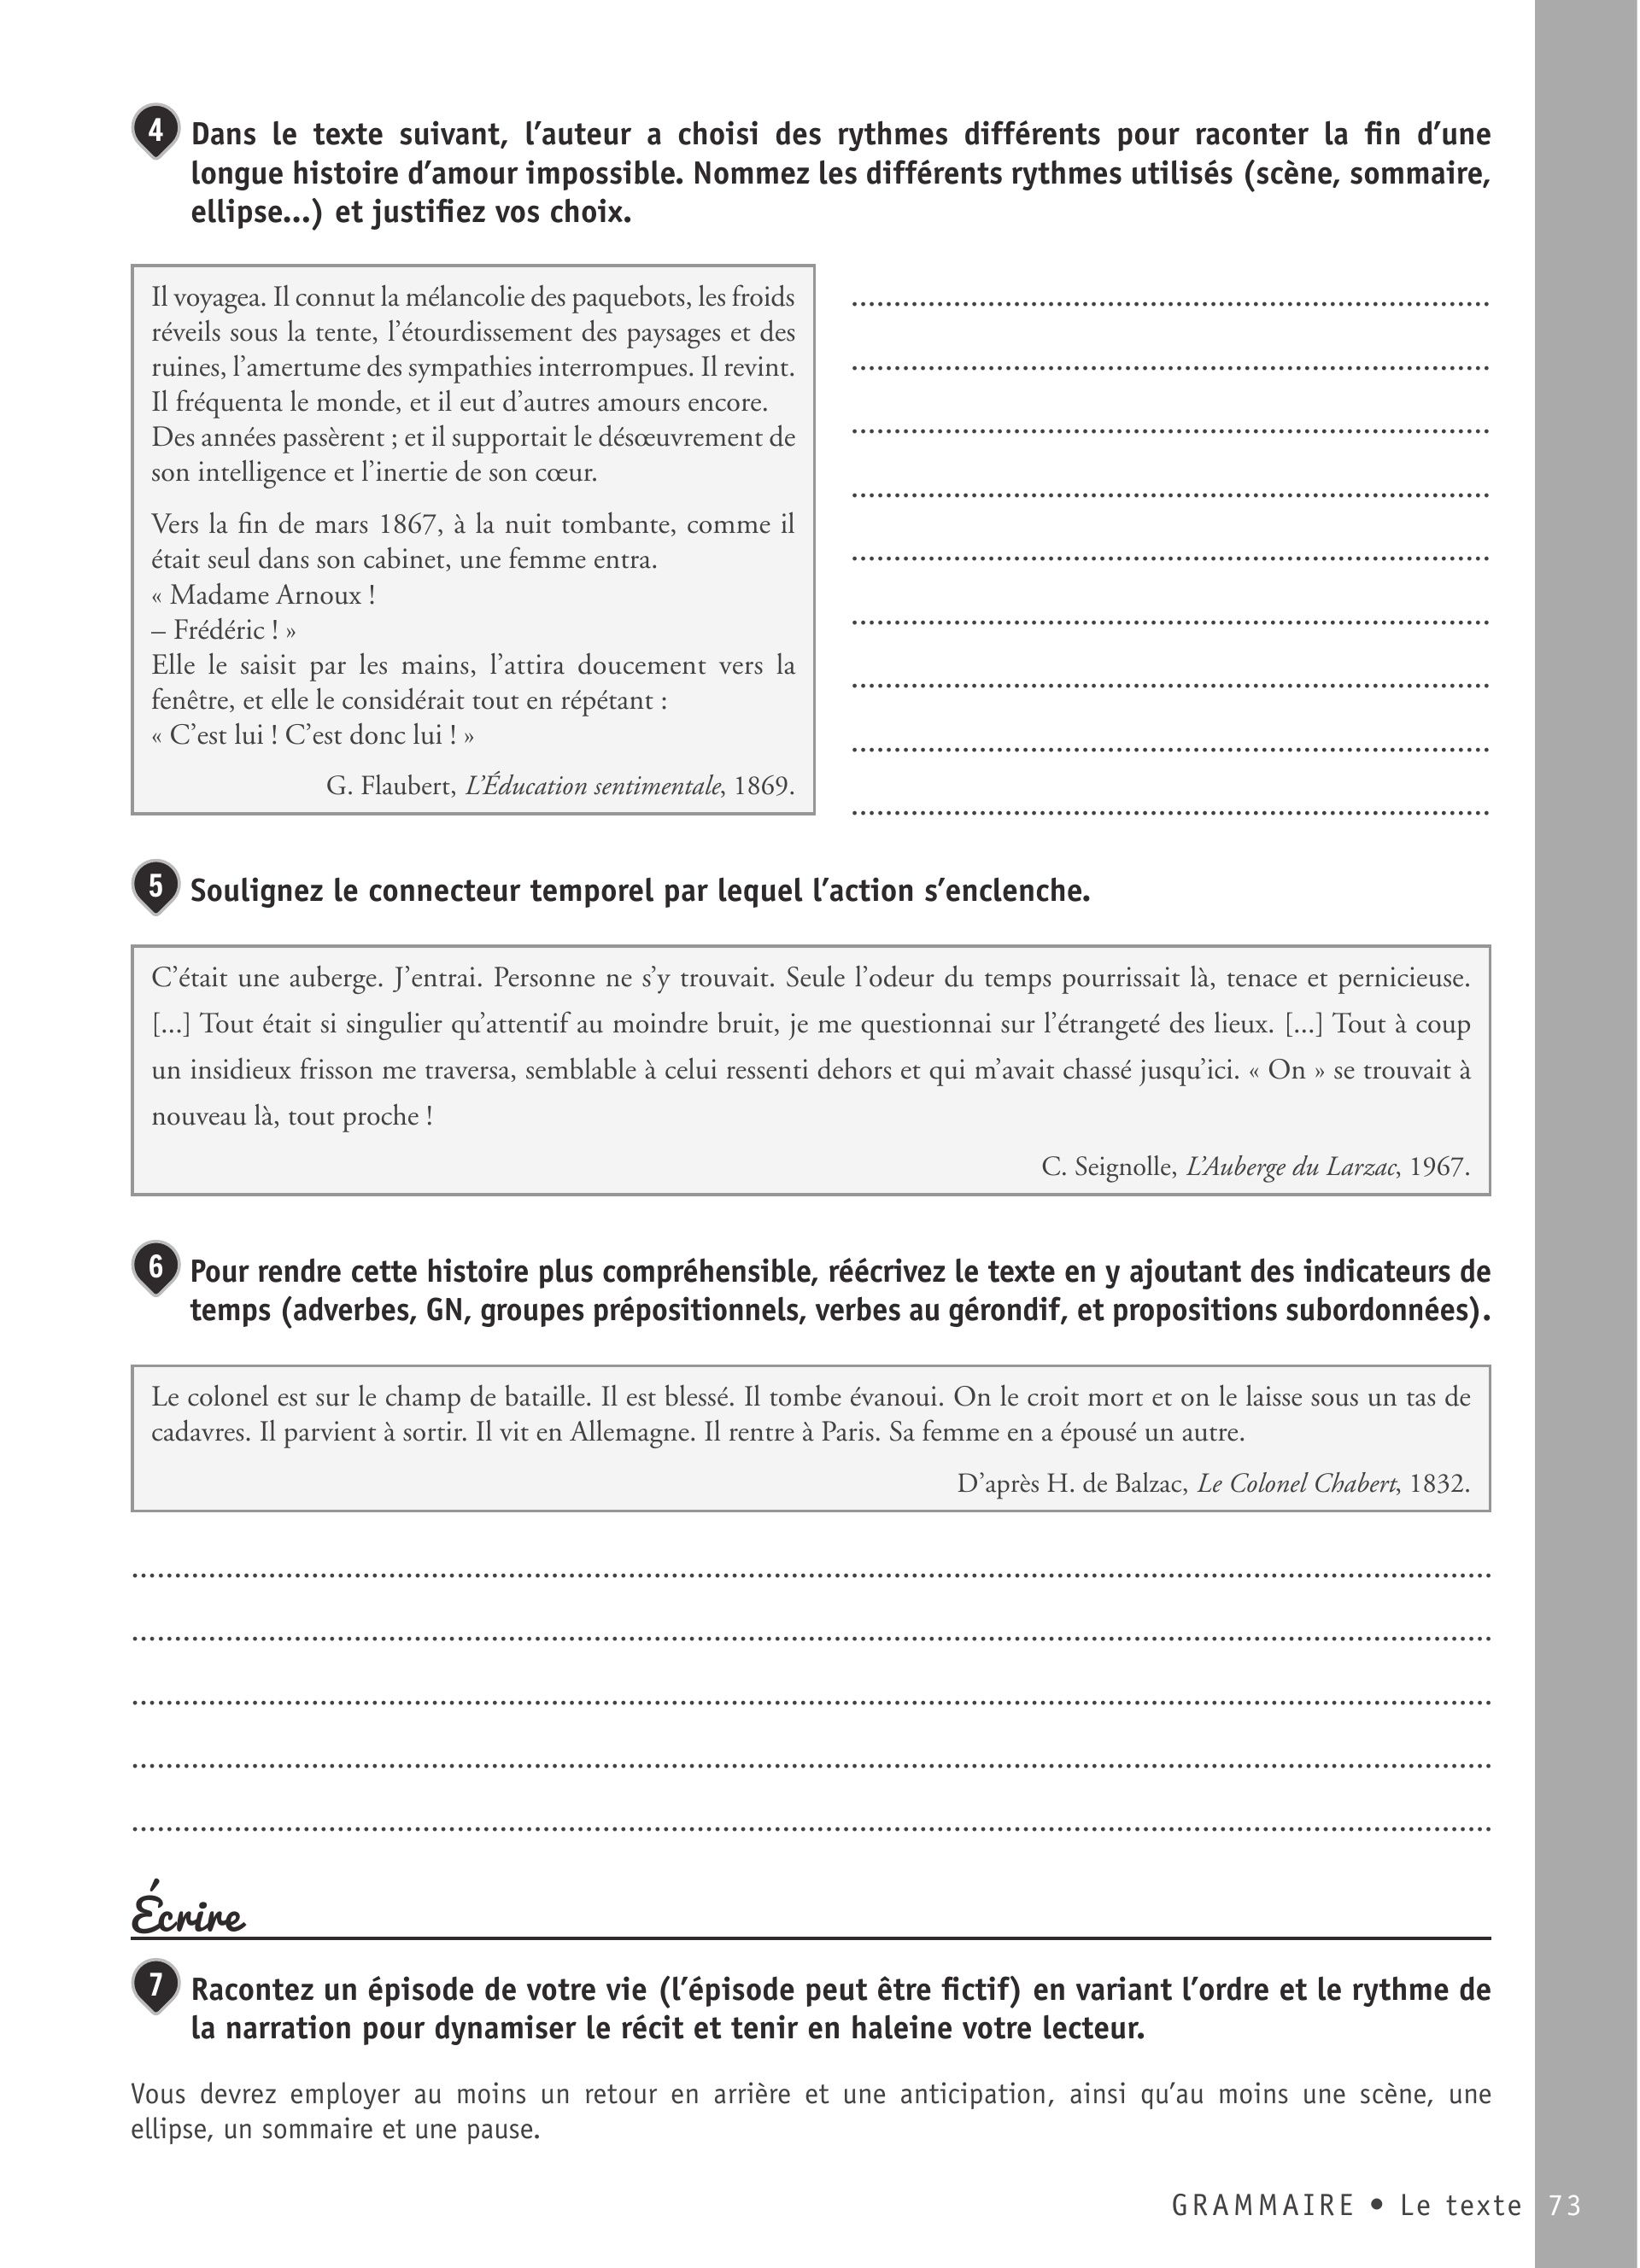 4 Dans le texte suivant, l'auteur a choisi des rythmes différents pour raconter la fin d'une
longue histoire d'amour impossible. Nommez les différents rythmes utilisés (scène, sommaire,
ellipse...) et justifiez vos choix.
Il voyagea. Il connut la mélancolie des paquebots, les froids
réveils sous la tente, l'étourdissement des paysages et des
ruines, l'amertume des sympathies interrompues. Il revint.
Il fréquenta le monde, et il eut d'autres amours encore.
Des années passèrent ; et il supportait le désœuvrement de
son intelligence et l'inertie de son cœur.
Vers la fin de mars 1867, à la nuit tombante, comme il
était seul dans son cabinet, une femme entra.
« Madame Arnoux !
– Frédéric ! »
Elle le saisit par les mains, l'attira doucement vers la
fenêtre, et elle le considérait tout en répétant :
« C'est lui ! C'est donc lui ! »
G. Flaubert, L'Éducation sentimentale, 1869.
5 Soulignez le connecteur temporel par lequel l'action s'enclenche.
C'était une auberge. J'entrai. Personne ne s'y trouvait. Seule l'odeur du temps pourrissait là, tenace et pernicieuse.
[...] Tout était si singulier qu'attentif au moindre bruit, je me questionnai sur l'étrangeté des lieux. [...] Tout à coup
un insidieux frisson me traversa, semblable à celui ressenti dehors et qui m'avait chassé jusqu'ici. « On » se trouvait à
nouveau là, tout proche !
C. Seignolle, L'Auberge du Larzac, 1967.
6 Pour rendre cette histoire plus compréhensible, réécrivez le texte en y ajoutant des indicateurs de
temps (adverbes, GN, groupes prépositionnels, verbes au gérondif, et propositions subordonnées).
Le colonel est sur le champ de bataille. Il est blessé. Il tombe évanoui. On le croit mort et on le laisse sous un tas de
cadavres. Il parvient à sortir. Il vit en Allemagne. Il rentre à Paris. Sa femme en a épousé un autre.
D'après H. de Balzac, Le Colonel Chabert, 1832.
Écrire
7 Racontez un épisode de votre vie (l'épisode peut être fictif) en variant l'ordre et le rythme de
la narration pour dynamiser le récit et tenir en haleine votre lecteur.
Vous devrez employer au moins un retour en arrière et une anticipation, ainsi qu'au moins une scène, une
ellipse, un sommaire et une pause.
GRAMMAIRE • Le texte 73